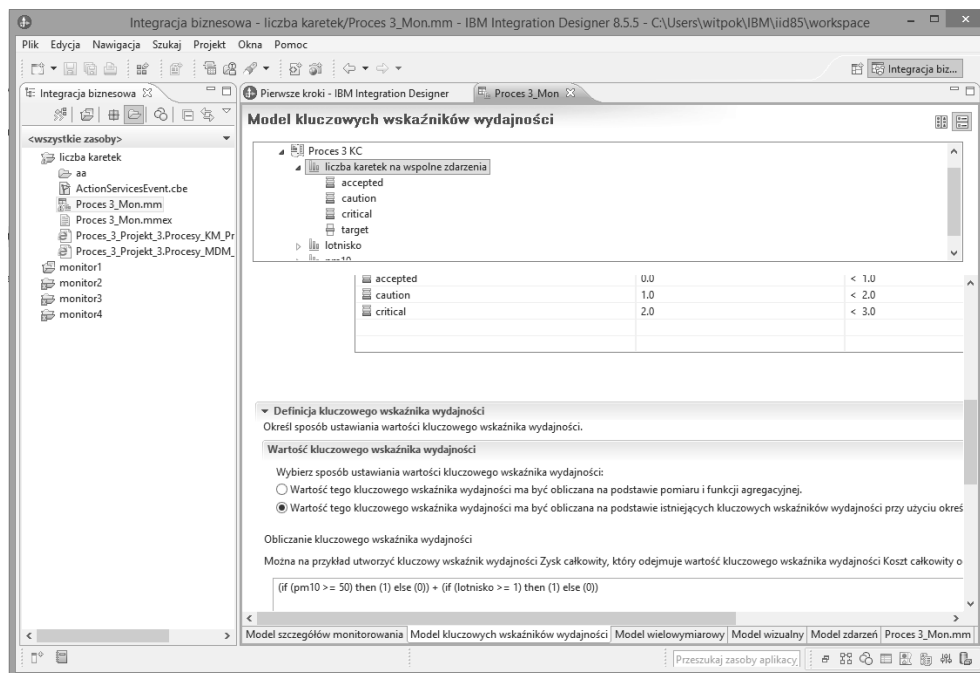 Integracja biznesowa - liczba karetek/Proces 3_Mon.mm - IBM Integration Designer 8.5.5 - C:\Users\witpok\IBM\iid85\workspace
Plik Edycja Nawigacja Szukaj Projekt Okna Pomoc
Integracja biz...
Integracja biznesowa
Pierwsze kroki - IBM Integration Designer
Proces 3_Mon
<wszystkie zasoby>
liczba karetek
aa
ActionServicesEvent.cbe
Proces 3_Mon.mm
Proces 3_Mon.mmex
Proces_3_Projekt_3.Procesy_KM_Pr
Proces_3_Projekt_3.Procesy_MDM_
monitor1
monitor2
monitor3
monitor4
Model kluczowych wskaźników wydajności
Proces 3 KC
liczba karetek na wspolne zdarzenia
accepted
caution
critical
target
lotnisko
pm10
accepted 0.0 < 1.0
caution 1.0 < 2.0
critical 2.0 < 3.0
Definicja kluczowego wskaźnika wydajności
Określ sposób ustawiania wartości kluczowego wskaźnika wydajności.
Wartość kluczowego wskaźnika wydajności
Wybierz sposób ustawiania wartości kluczowego wskaźnika wydajności:
Wartość tego kluczowego wskaźnika wydajności ma być obliczana na podstawie pomiaru i funkcji agregacyjnej.
Wartość tego kluczowego wskaźnika wydajności ma być obliczana na podstawie istniejących kluczowych wskaźników wydajności przy użyciu okreś
Obliczanie kluczowego wskaźnika wydajności
Można na przykład utworzyć kluczowy wskaźnik wydajności Zysk całkowity, który odejmuje wartość kluczowego wskaźnika wydajności Koszt całkowity o
(if (pm10 >= 50) then (1) else (0)) + (if (lotnisko >= 1) then (1) else (0))
Model szczegółów monitorowania Model kluczowych wskaźników wydajności Model wielowymiarowy Model wizualny Model zdarzeń Proces 3_Mon.mm
Przeszukaj zasoby aplikacy